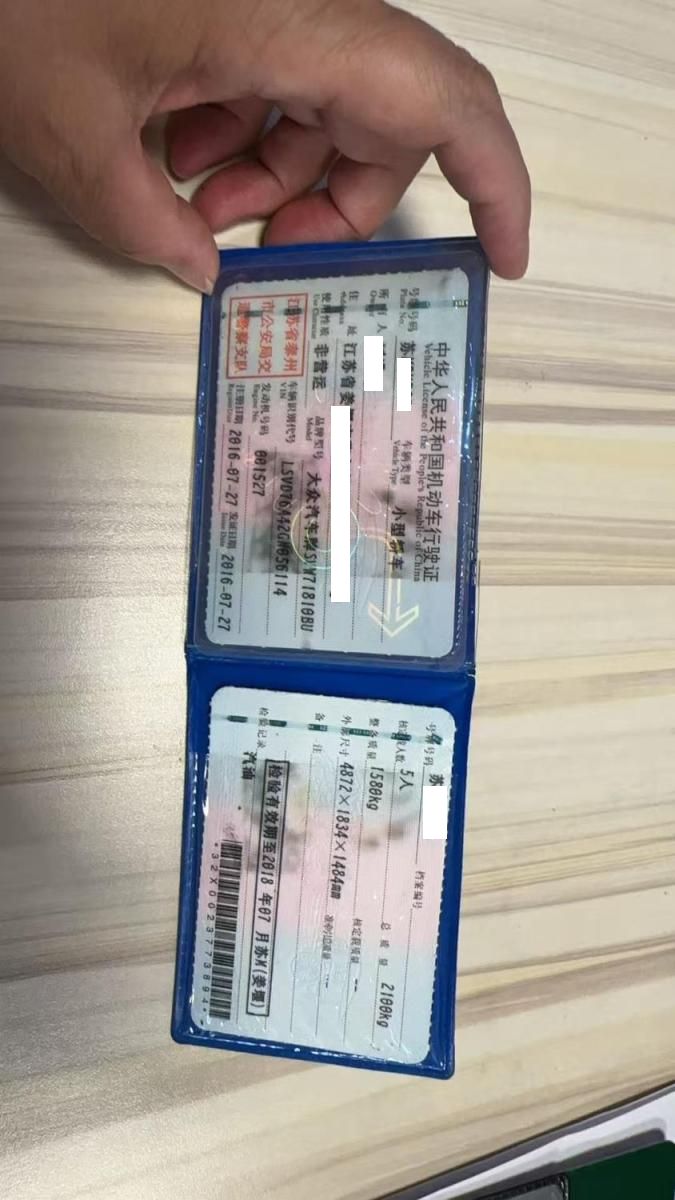 中华人民共和国机动车行驶证
Vehicle License of the People's Republic of China
号牌号码 苏 车辆类型 小型轿车
Plate No. Vehicle Type
所有人
Owner
住址 江苏省姜
Address
使用性质 非营运 品牌型号 大众汽车牌SVW71810BU
Use Character Model
江苏省泰州
市公安局交
通警察支队
车辆识别代号 LSVD76A42GN056114
VIN
发动机号码 001527
Engine No.
注册日期 2016-07-27 发证日期 2016-07-27
Register Date Issue Date
号牌号码 苏 档案编号
核定载人数 5人 总质量 2100kg
整备质量 1580kg 核定载质量 --
外廓尺寸 4872×1834×1484mm 准牵引总质量 --
备注
检验有效期至2018年07月苏M(姜堰)
检验记录
汽油
*32X0023773894*